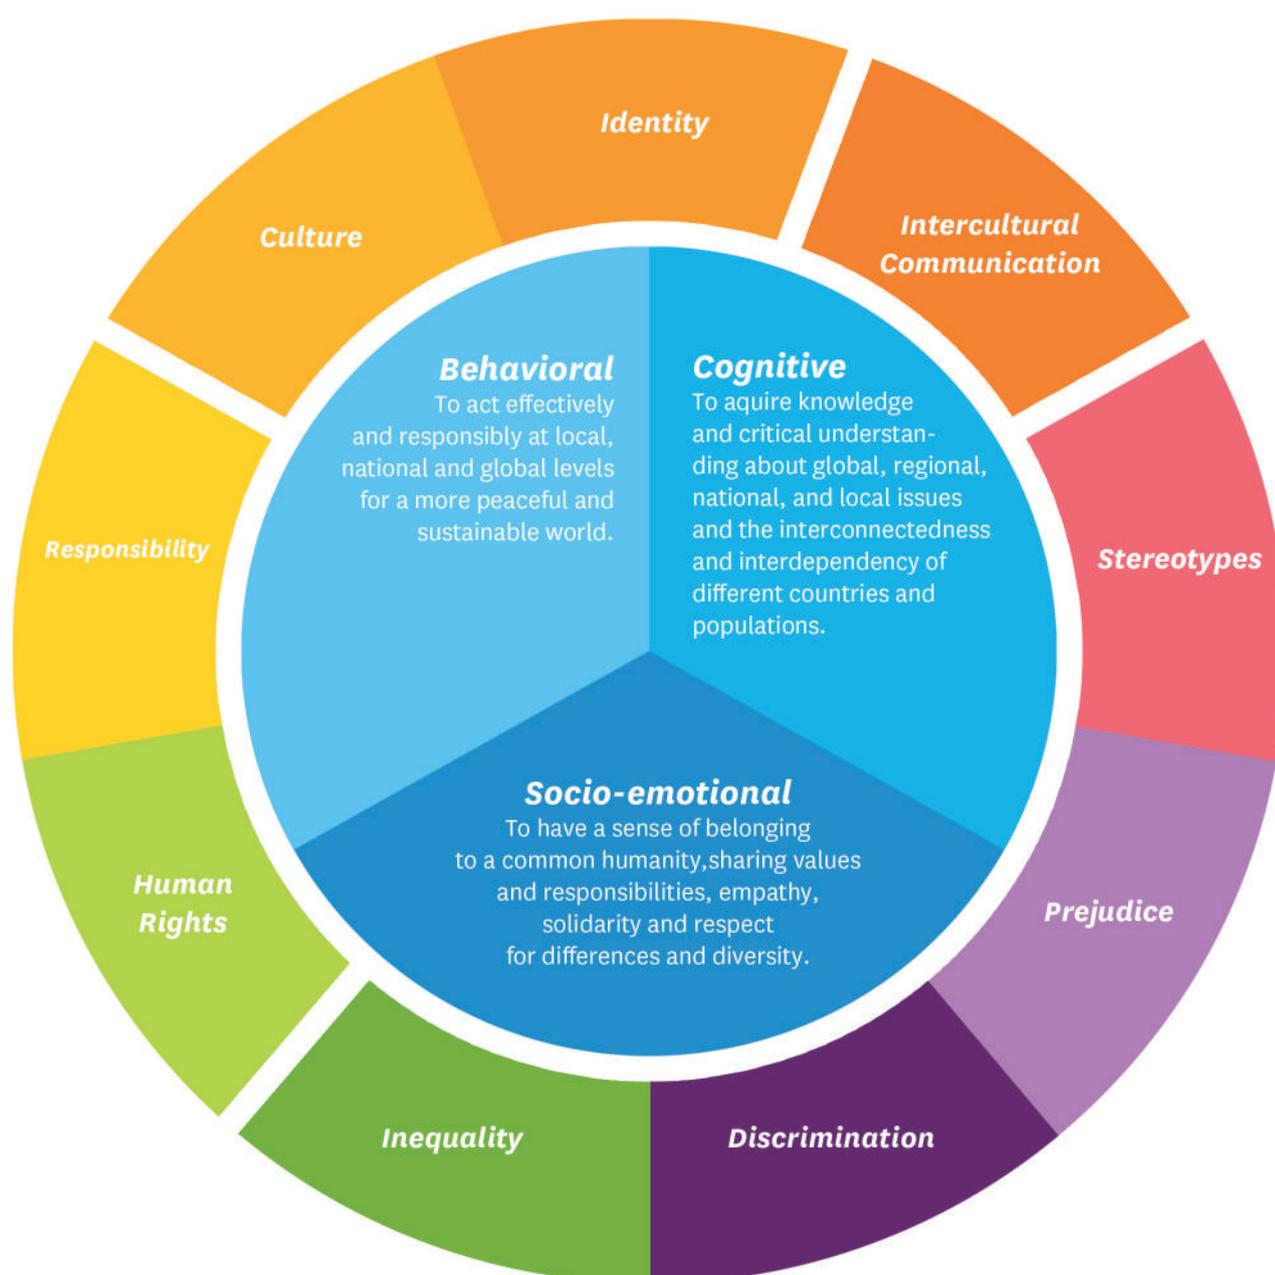 Identity
Intercultural
Communication
Culture
Behavioral
To act effectively
and responsibly at local,
national and global levels
for a more peaceful and
sustainable world.
Cognitive
To aquire knowledge
and critical understan-
ding about global, regional,
national, and local issues
and the interconnectedness
and interdependency of
different countries and
populations.
Responsibility
Stereotypes
Socio-emotional
To have a sense of belonging
to a common humanity,sharing values
and responsibilities, empathy,
solidarity and respect
for differences and diversity.
Human
Rights
Prejudice
Inequality
Discrimination